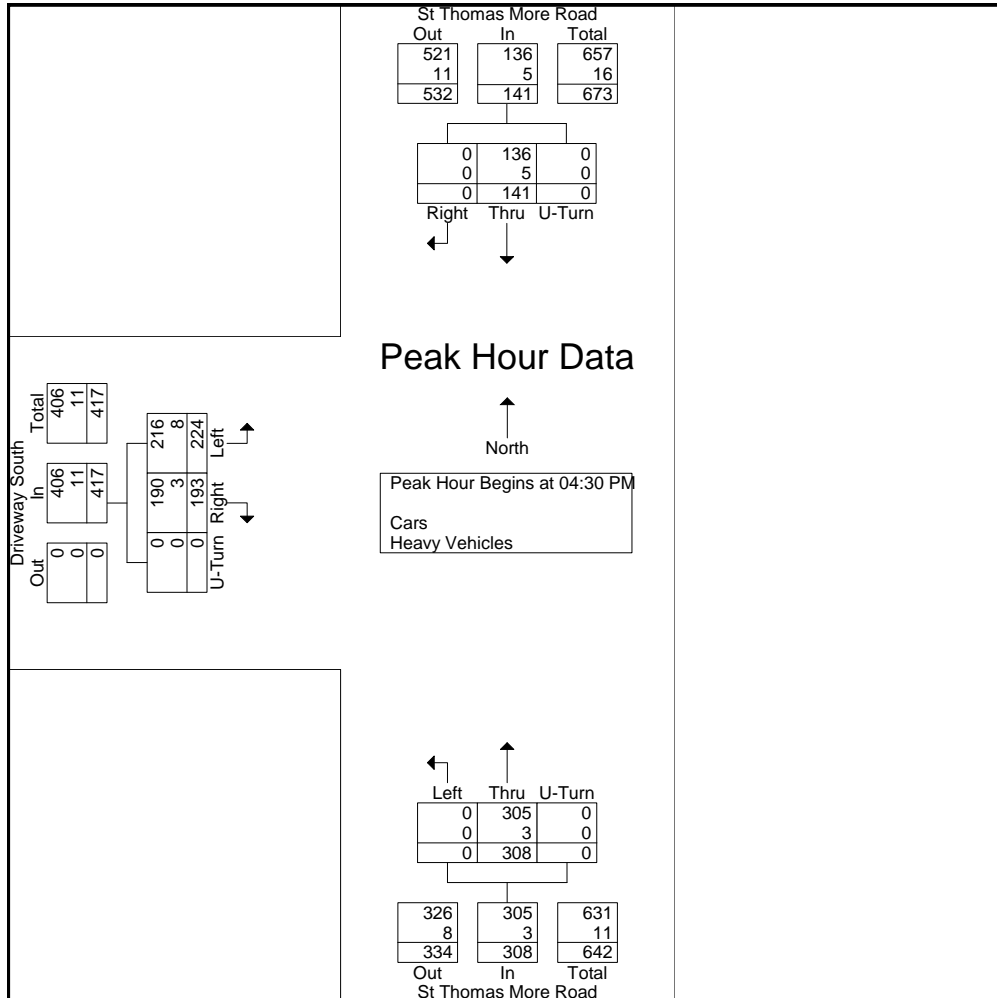 St Thomas More Road
Out In Total
521 136 657
11 5 16
532 141 673
0 136 0
0 5 0
0 141 0
Right Thru U-Turn
Peak Hour Data
North
Peak Hour Begins at 04:30 PM
Cars
Heavy Vehicles
Driveway South
Out In Total
0 406 406
0 11 11
0 417 417
0 190 216
0 3 8
0 193 224
U-Turn Right Left
Left Thru U-Turn
0 305 0
0 3 0
0 308 0
326 305 631
8 3 11
334 308 642
Out In Total
St Thomas More Road